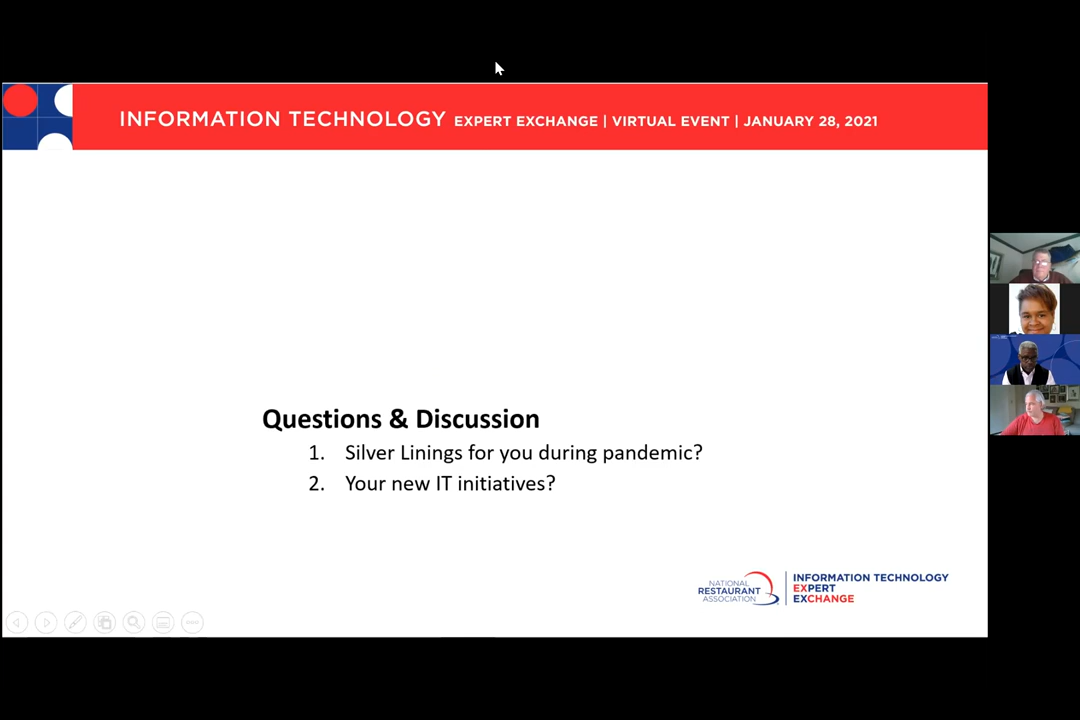 INFORMATION TECHNOLOGY EXPERT EXCHANGE | VIRTUAL EVENT | JANUARY 28, 2021
Questions & Discussion
1. Silver Linings for you during pandemic?
2. Your new IT initiatives?
NATIONAL
RESTAURANT
ASSOCIATION
INFORMATION TECHNOLOGY
EXPERT
EXCHANGE